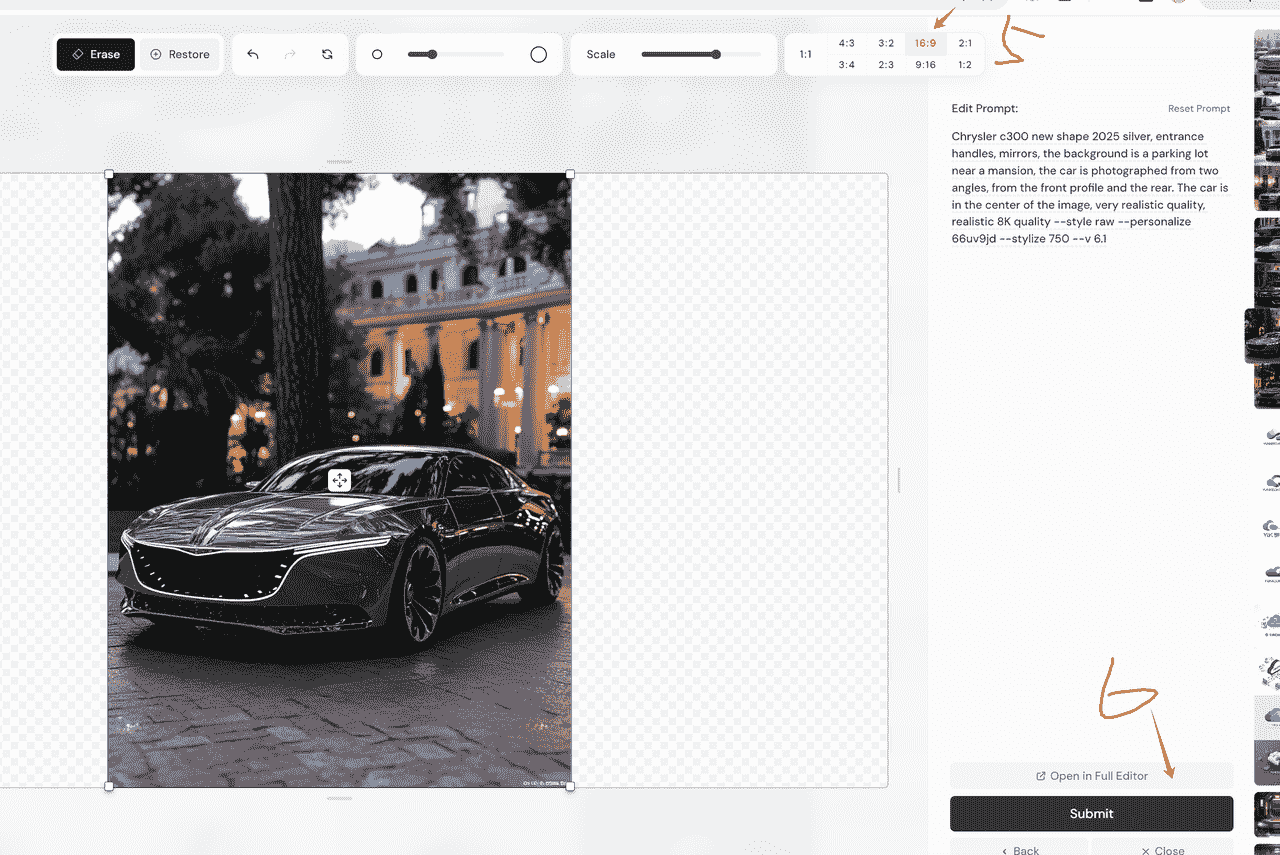 Erase
Restore
Scale
1:1
4:3 3:2 16:9 2:1
3:4 2:3 9:16 1:2
5
Edit Prompt:
Reset Prompt
Chrysler c300 new shape 2025 silver, entrance
handles, mirrors, the background is a parking lot
near a mansion, the car is photographed from two
angles, from the front profile and the rear. The car is
in the center of the image, very realistic quality,
realistic 8K quality --style raw --personalize
66uv9jd --stylize 750 --v 6.1
6
Open in Full Editor
Submit
Back
Close